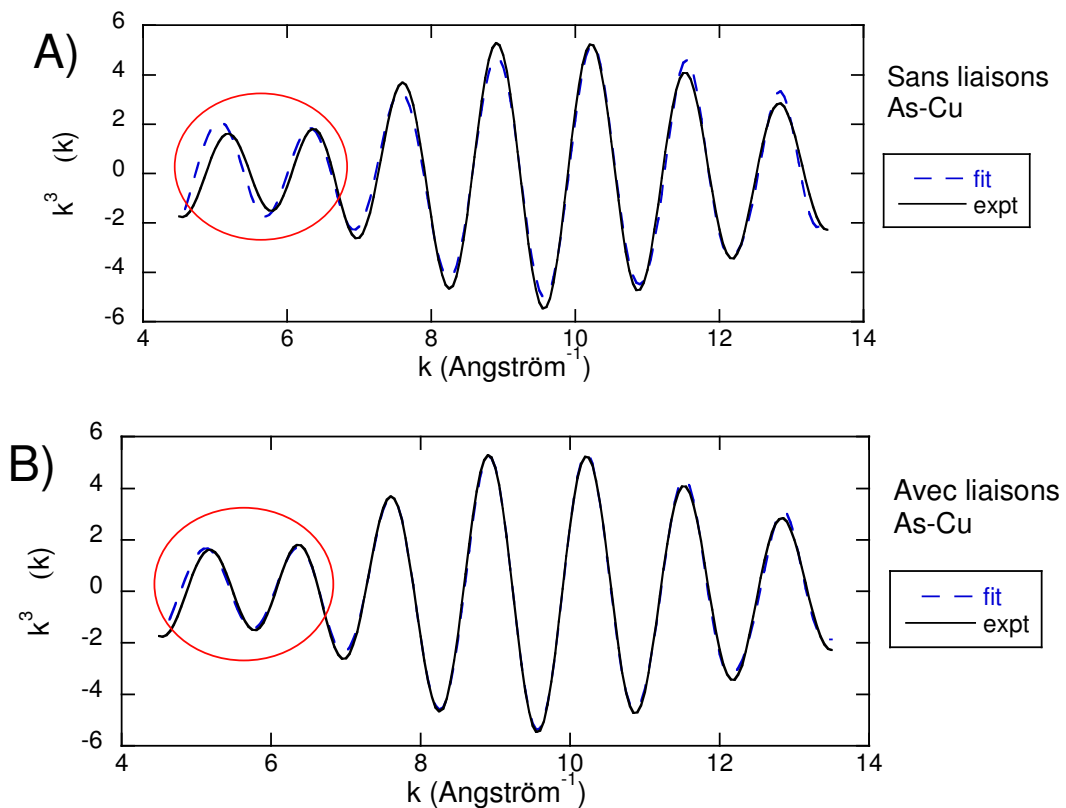 A)
6
4
2
0
-2
-4
-6
k³ (k)
4 6 8 10 12 14
k (Angström⁻¹)
Sans liaisons
As-Cu
fit
expt
B)
6
4
2
0
-2
-4
-6
k³ (k)
4 6 8 10 12 14
k (Angström⁻¹)
Avec liaisons
As-Cu
fit
expt